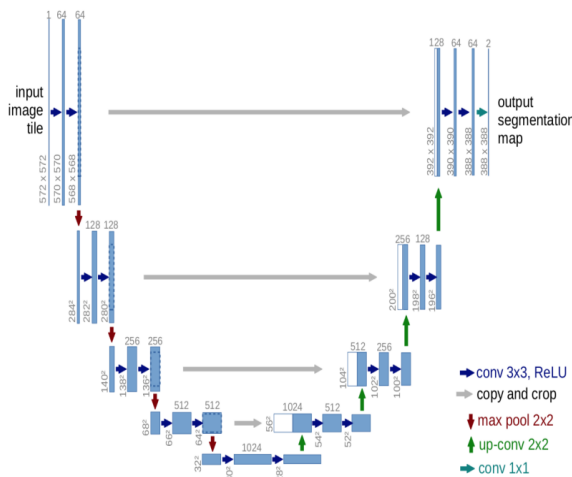 1 64 64
128 64 64 2
input
image
tile
output
segmentation
map
572 x 572
570 x 570
568 x 568
392 x 392
390 x 390
388 x 388
388 x 388
128 128
256 128
284²
282²
280²
200²
198²
196²
256 256
512 256
140²
138²
136²
104²
102²
100²
512 512
1024 512
68²
66²
64²
56²
54²
52²
1024
32²
conv 3x3, ReLU
copy and crop
max pool 2x2
up-conv 2x2
conv 1x1